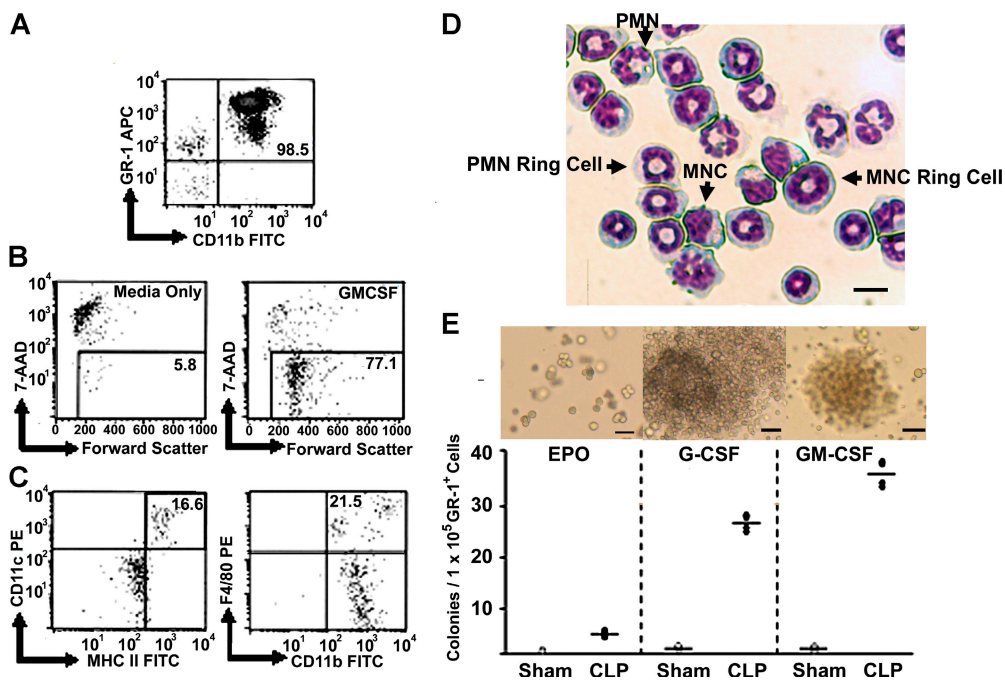 A
10⁴
10³
10²
10¹
GR-1 APC
98.5
10¹ 10² 10³ 10⁴
CD11b FITC
B
10⁴
10³
10²
10¹
7-AAD
Media Only
5.8
0 200 400 600 800 1000
Forward Scatter
10⁴
10³
10²
10¹
7-AAD
GMCSF
77.1
0 200 400 600 800 1000
Forward Scatter
C
10⁴
10³
10²
10¹
CD11c PE
16.6
10¹ 10² 10³ 10⁴
MHC II FITC
10⁴
10³
10²
10¹
F4/80 PE
21.5
10¹ 10² 10³ 10⁴
CD11b FITC
D
PMN
PMN Ring Cell
MNC
MNC Ring Cell
E
EPO G-CSF GM-CSF
40
30
20
10
Colonies / 1 x 10⁵ GR-1⁺ Cells
Sham CLP Sham CLP Sham CLP